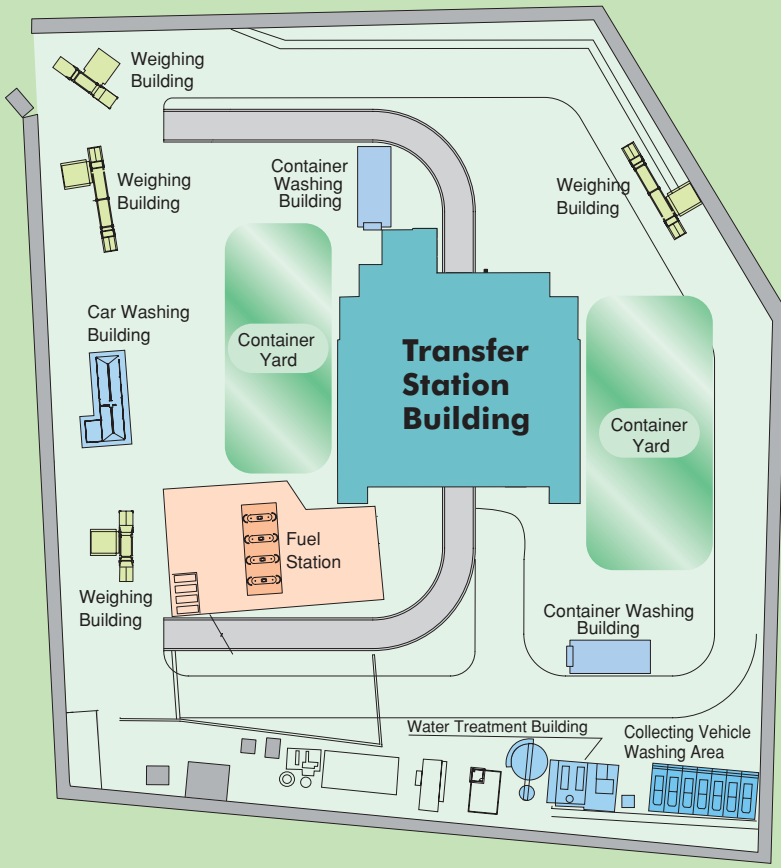 Weighing
Building
Weighing
Building
Container
Washing
Building
Weighing
Building
Car Washing
Building
Container
Yard
Transfer
Station
Building
Container
Yard
Fuel
Station
Weighing
Building
Container Washing
Building
Water Treatment Building
Collecting Vehicle
Washing Area